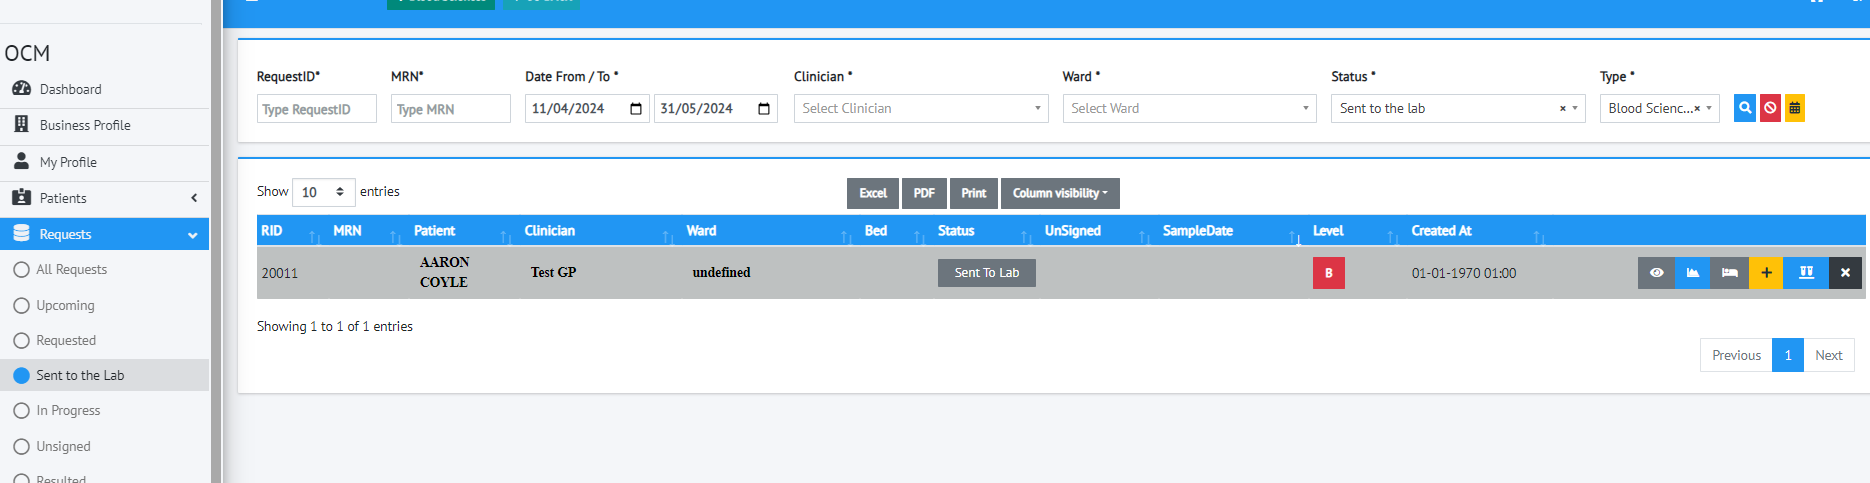 OCM
Dashboard
Business Profile
My Profile
Patients
Requests
All Requests
Upcoming
Requested
Sent to the Lab
In Progress
Unsigned
Resulted
RequestID* MRN* Date From / To * Clinician * Ward * Status * Type *
Type RequestID Type MRN 11/04/2024 31/05/2024 Select Clinician Select Ward Sent to the lab × Blood Scienc...×
Show 10 entries Excel PDF Print Column visibility
RID MRN Patient Clinician Ward Bed Status UnSigned SampleDate Level Created At
20011 AARON COYLE Test GP undefined Sent To Lab B 01-01-1970 01:00
Showing 1 to 1 of 1 entries
Previous 1 Next